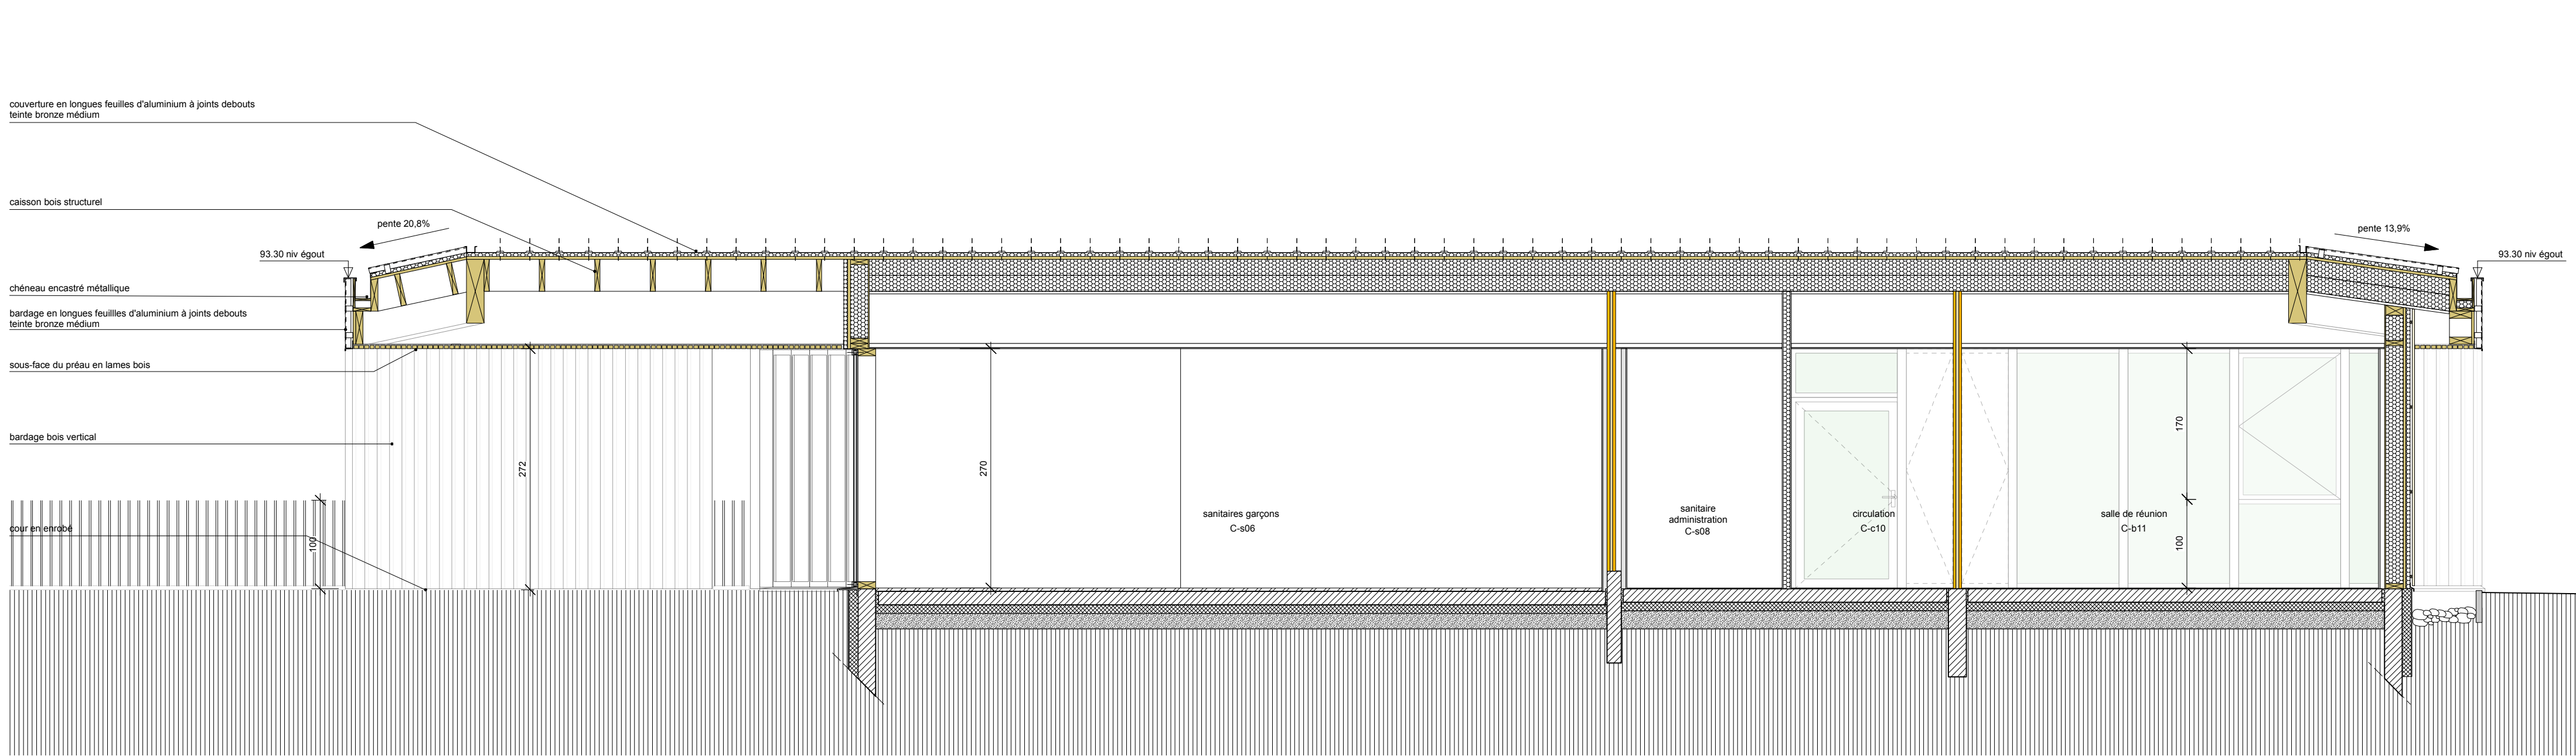 couverture en longues feuilles d'aluminium à joints debouts
teinte bronze médium
caisson bois structurel
pente 20,8%
pente 13,9%
93.30 niv égout
93.30 niv égout
chéneau encastré métallique
bardage en longues feuillles d'aluminium à joints debouts
teinte bronze médium
sous-face du préau en lames bois
bardage bois vertical
272
270
170
sanitaires garçons
C-s06
sanitaire
administration
C-s08
circulation
C-c10
salle de réunion
C-b11
cour en enrobé
100
100